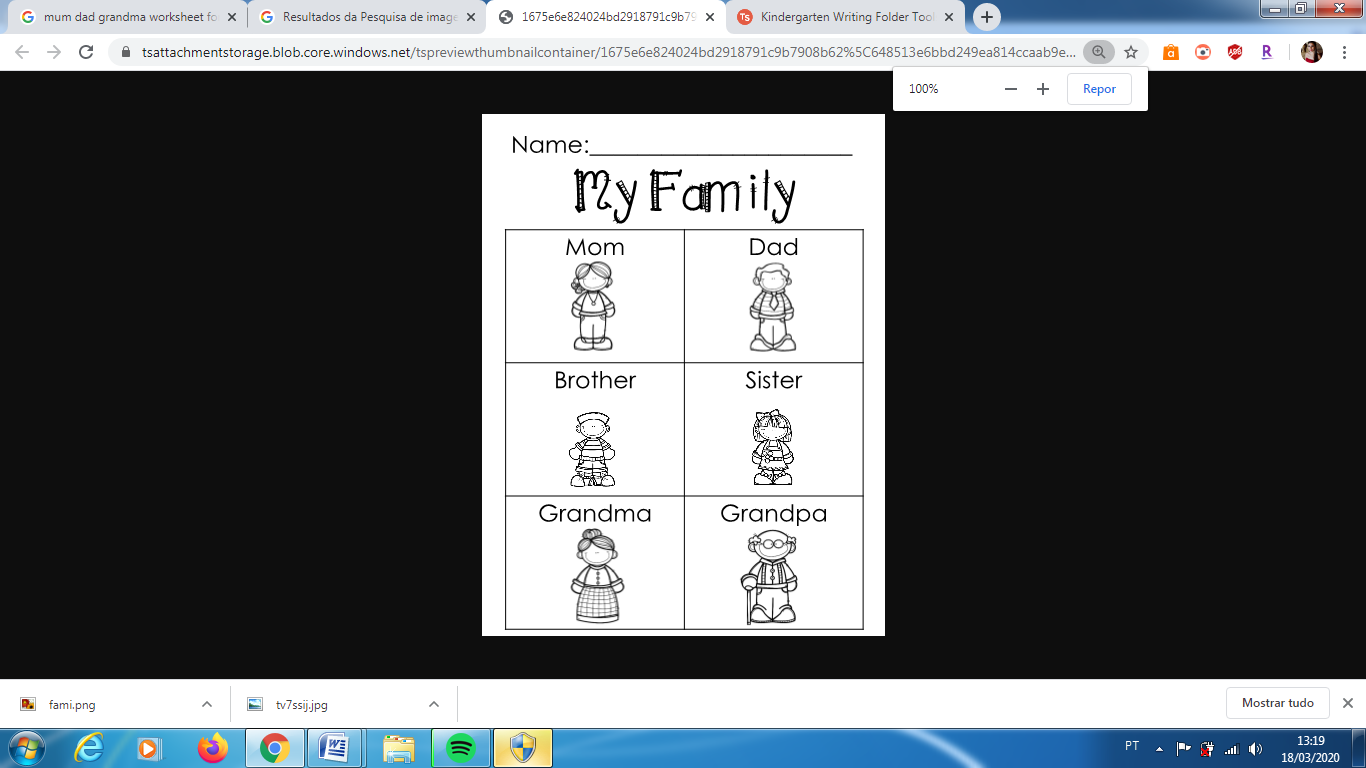 mum dad grandma worksheet fo
Resultados da Pesquisa de image
1675e6e824024bd2918791c9b79
Kindergarten Writing Folder Tool
tsattachmentstorage.blob.core.windows.net/tspreviewthumbnailcontainer/1675e6e824024bd2918791c9b7908b62%5C648513e6bbd249ea814ccaab9e...
100%
Repor
Name:____________________
My Family
Mom Dad
Brother Sister
Grandma Grandpa
fami.png
tv7ssij.jpg
Mostrar tudo
PT
13:19
18/03/2020